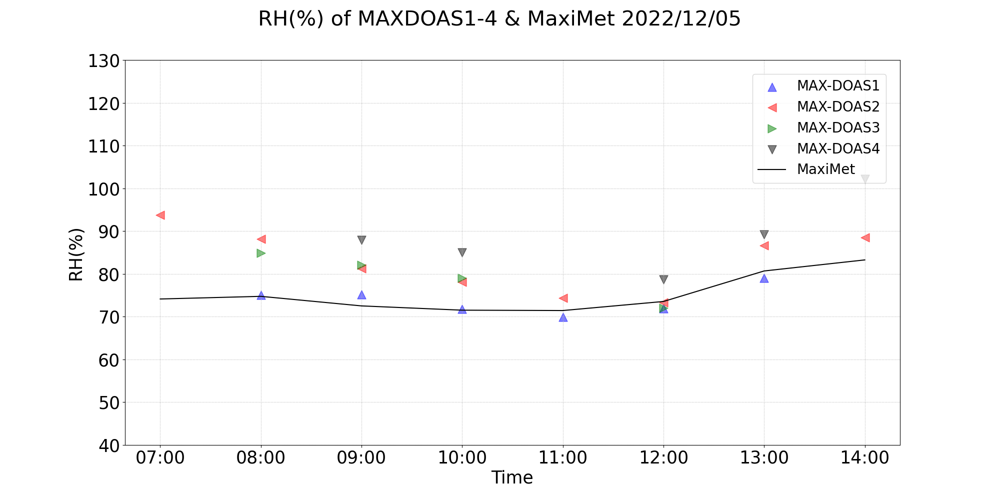 RH(%) of MAXDOAS1-4 & MaxiMet 2022/12/05
130
120
110
100
90
80
70
60
50
40
RH(%)
MAX-DOAS1
MAX-DOAS2
MAX-DOAS3
MAX-DOAS4
MaxiMet
07:00 08:00 09:00 10:00 11:00 12:00 13:00 14:00
Time